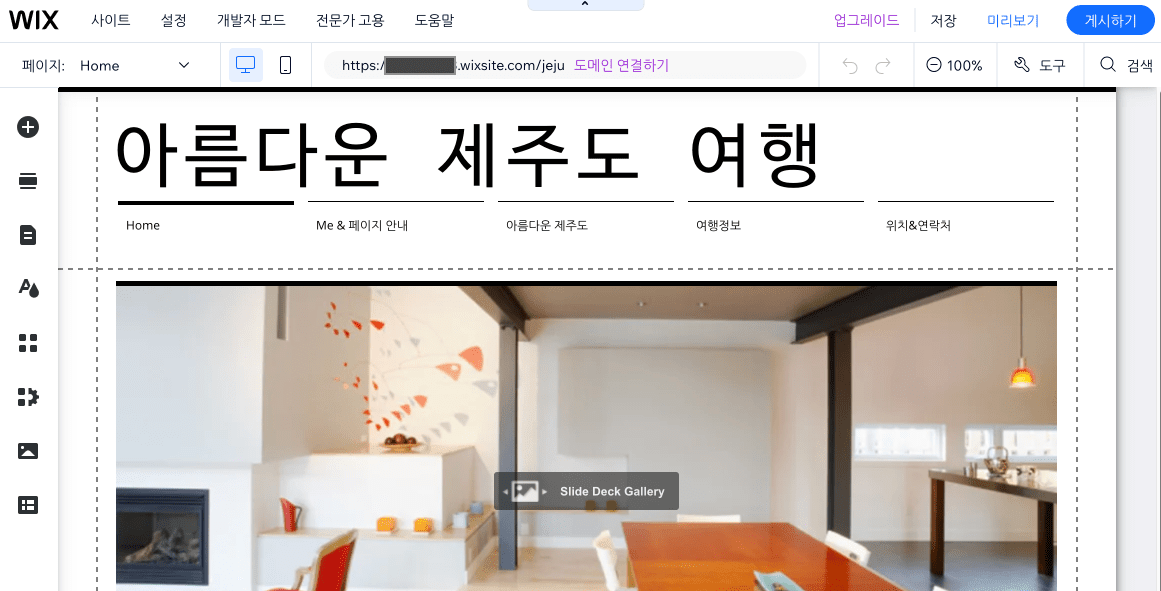 WIX 사이트 설정 개발자 모드 전문가 고용 도움말 업그레이드 저장 미리보기 게시하기
페이지: Home https:/ .wixsite.com/jeju 도메인 연결하기 100% 도구 검색
아름다운 제주도 여행
Home Me & 페이지 안내 아름다운 제주도 여행정보 위치&연락처
Slide Deck Gallery